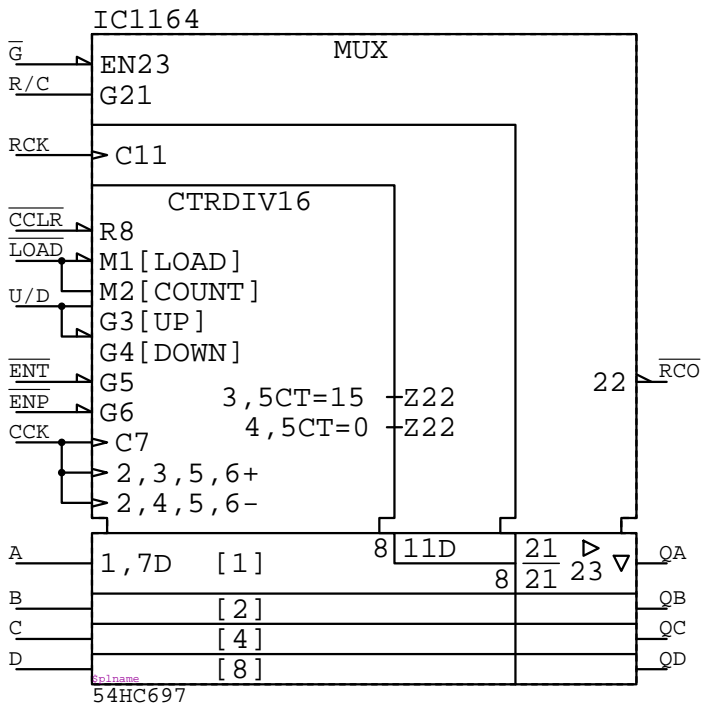 IC1164
MUX
G
EN23
R/C
G21
RCK
C11
CTRDIV16
CCLR
R8
LOAD
M1[LOAD]
M2[COUNT]
U/D
G3[UP]
G4[DOWN]
ENT
G5
3,5CT=15
Z22
22
RCO
ENP
G6
4,5CT=0
Z22
CCK
C7
2,3,5,6+
2,4,5,6-
A
1,7D
[1]
8
11D
8
21
21
23
QA
B
[2]
QB
C
[4]
QC
D
[8]
QD
$plname
54HC697